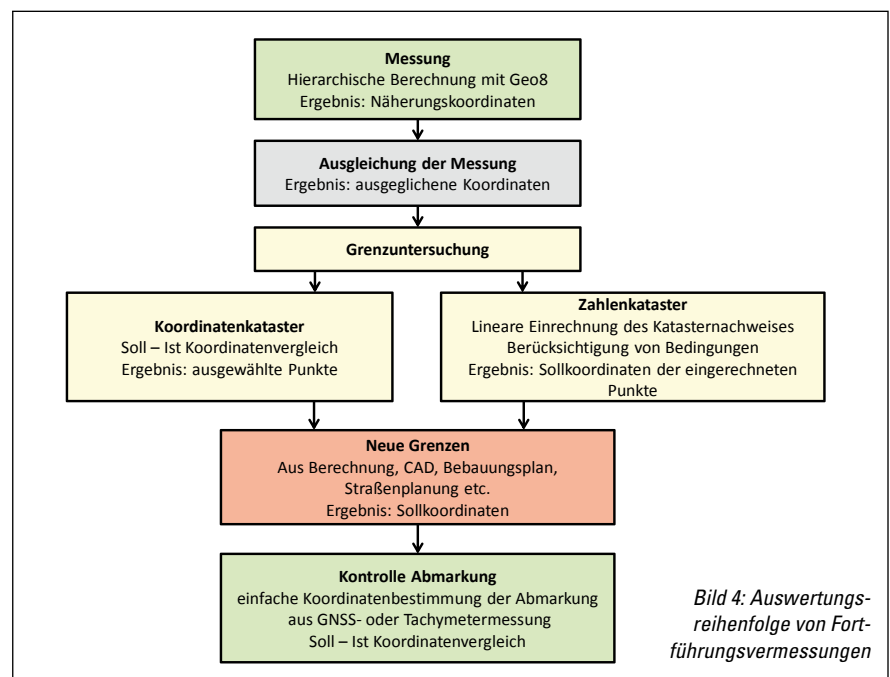 Messung
Hierarchische Berechnung mit Geo8
Ergebnis: Näherungskoordinaten
Ausgleichung der Messung
Ergebnis: ausgeglichene Koordinaten
Grenzuntersuchung
Koordinatenkataster
Soll – Ist Koordinatenvergleich
Ergebnis: ausgewählte Punkte
Zahlenkataster
Lineare Einrechnung des Katasternachweises
Berücksichtigung von Bedingungen
Ergebnis: Sollkoordinaten der eingerechneten
Punkte
Neue Grenzen
Aus Berechnung, CAD, Bebauungsplan,
Straßenplanung etc.
Ergebnis: Sollkoordinaten
Kontrolle Abmarkung
einfache Koordinatenbestimmung der Abmarkung
aus GNSS- oder Tachymetermessung
Soll – Ist Koordinatenvergleich
Bild 4: Auswertungs-
reihenfolge von Fort-
führungsvermessungen